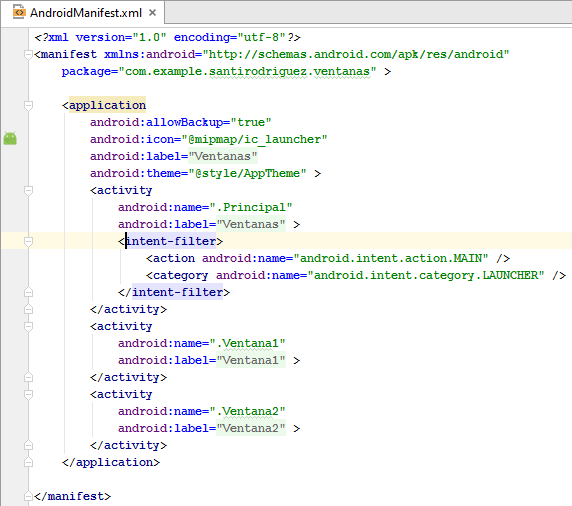 AndroidManifest.xml ×
<?xml version="1.0" encoding="utf-8"?>
<manifest xmlns:android="http://schemas.android.com/apk/res/android"
    package="com.example.santirodriguez.ventanas" >
    <application
        android:allowBackup="true"
        android:icon="@mipmap/ic_launcher"
        android:label="Ventanas"
        android:theme="@style/AppTheme" >
        <activity
            android:name=".Principal"
            android:label="Ventanas" >
            <intent-filter>
                <action android:name="android.intent.action.MAIN" />
                <category android:name="android.intent.category.LAUNCHER" />
            </intent-filter>
        </activity>
        <activity
            android:name=".Ventana1"
            android:label="Ventana1" >
        </activity>
        <activity
            android:name=".Ventana2"
            android:label="Ventana2" >
        </activity>
    </application>
</manifest>